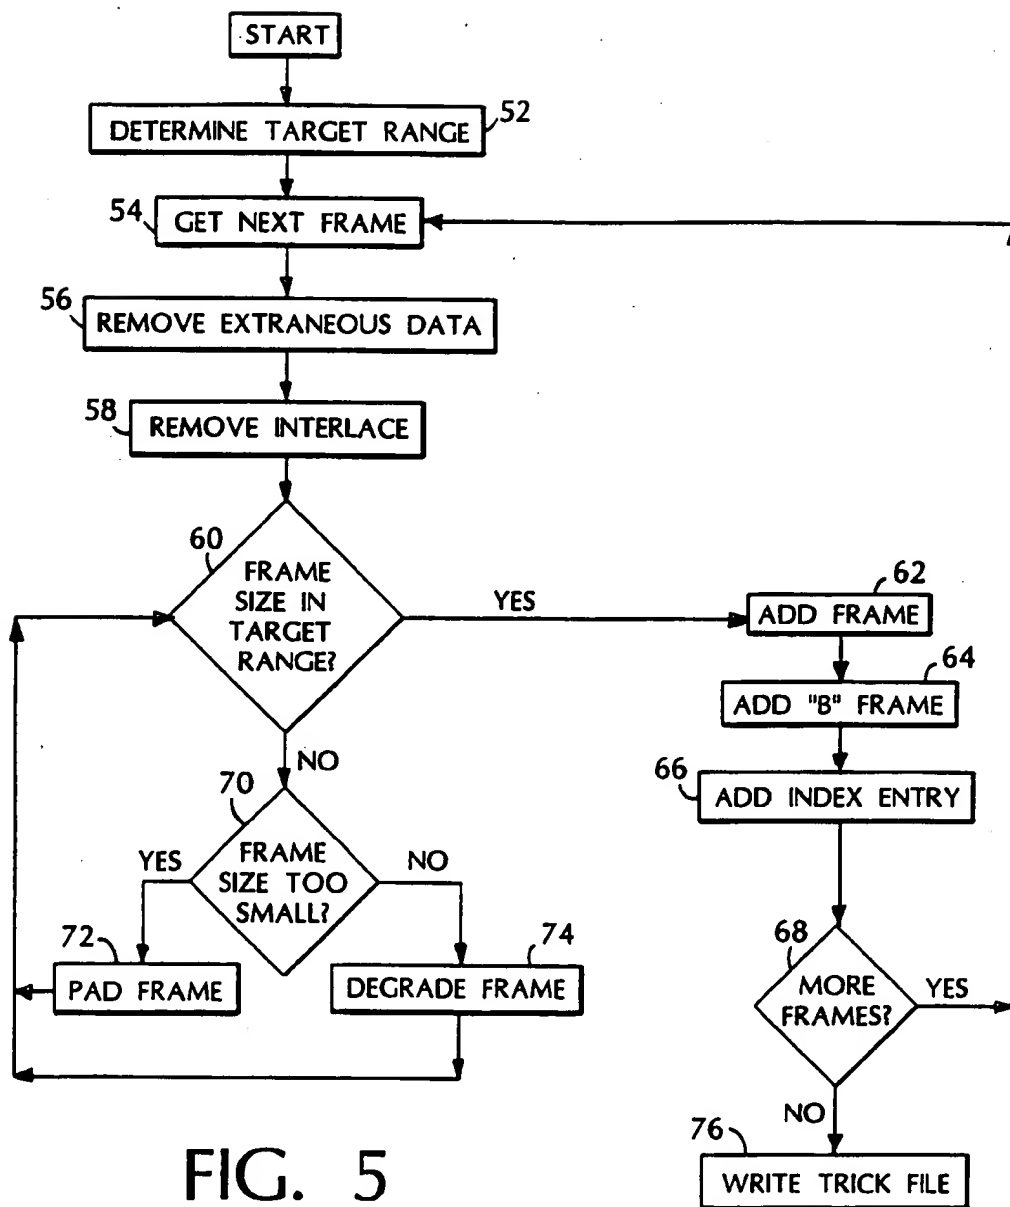 START
52
DETERMINE TARGET RANGE
54
GET NEXT FRAME
56
REMOVE EXTRANEOUS DATA
58
REMOVE INTERLACE
60
FRAME
SIZE IN
TARGET
RANGE?
YES
NO
62
ADD FRAME
64
ADD "B" FRAME
66
ADD INDEX ENTRY
68
MORE
FRAMES?
YES
NO
70
FRAME
SIZE TOO
SMALL?
YES
NO
72
PAD FRAME
74
DEGRADE FRAME
76
WRITE TRICK FILE
FIG. 5